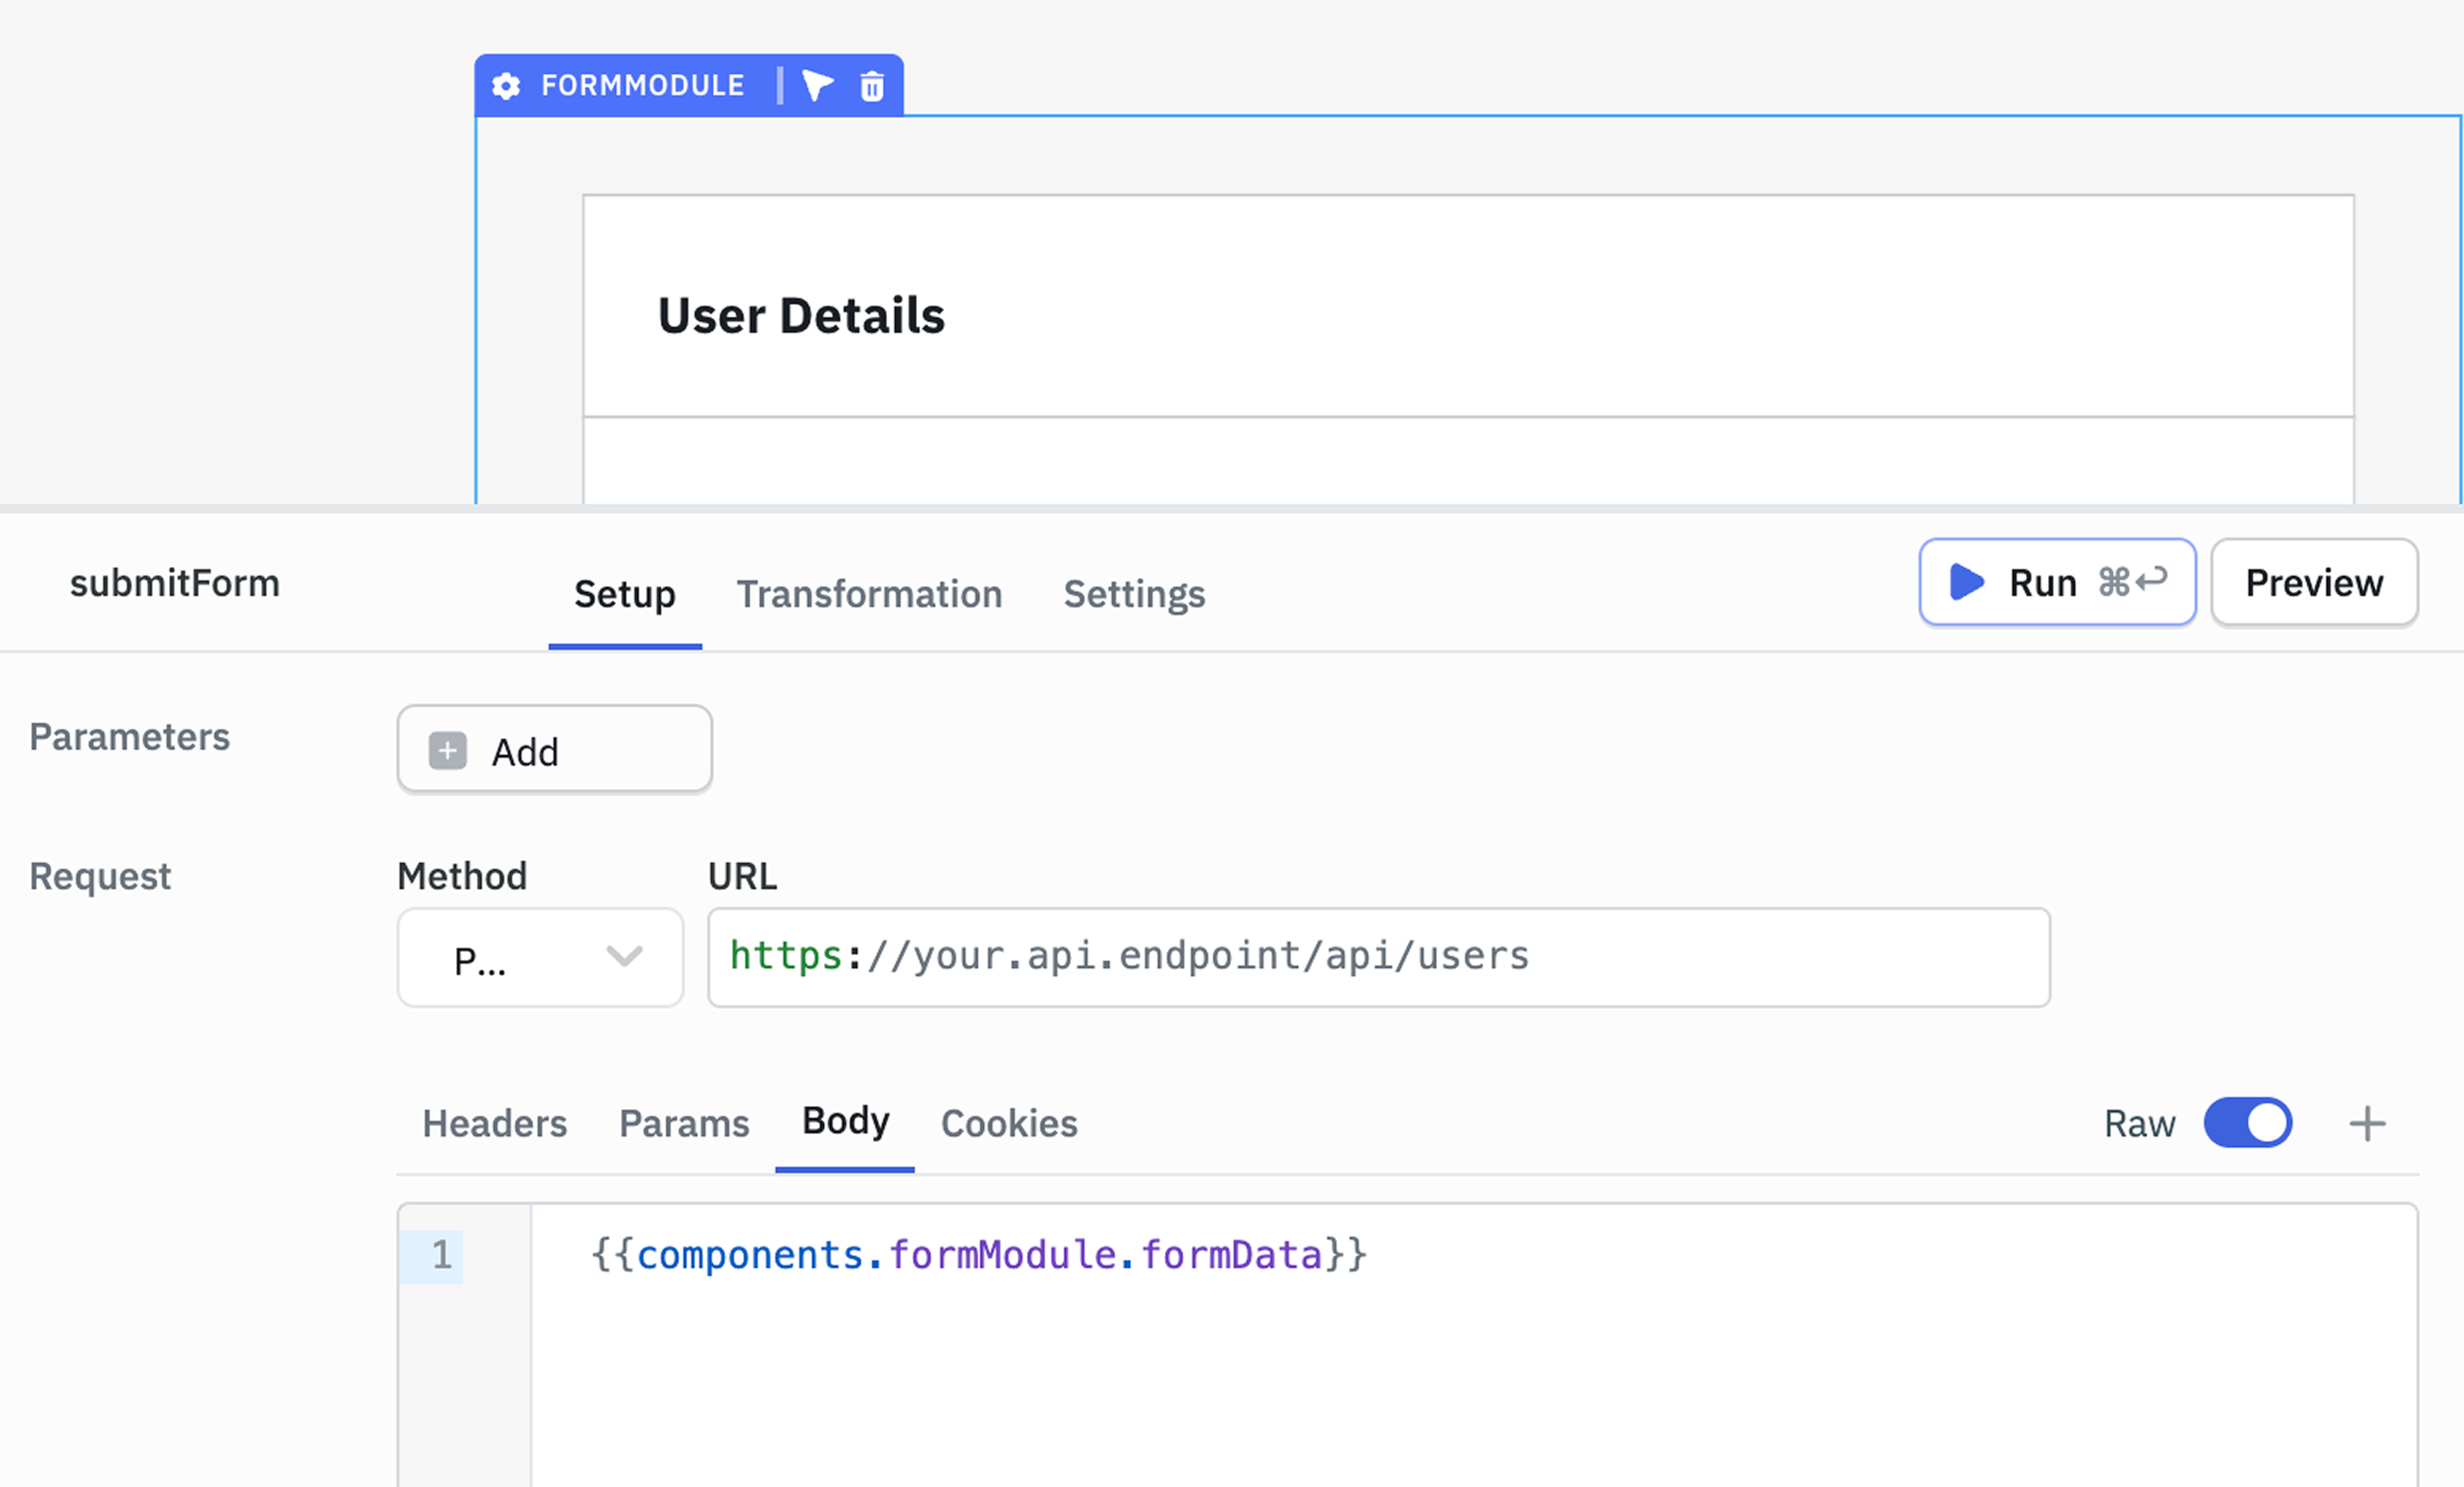 FORMMODULE
User Details
submitForm Setup Transformation Settings Run ⌘↩ Preview
Parameters Add
Request Method URL
P... https://your.api.endpoint/api/users
Headers Params Body Cookies Raw
1 {{components.formModule.formData}}